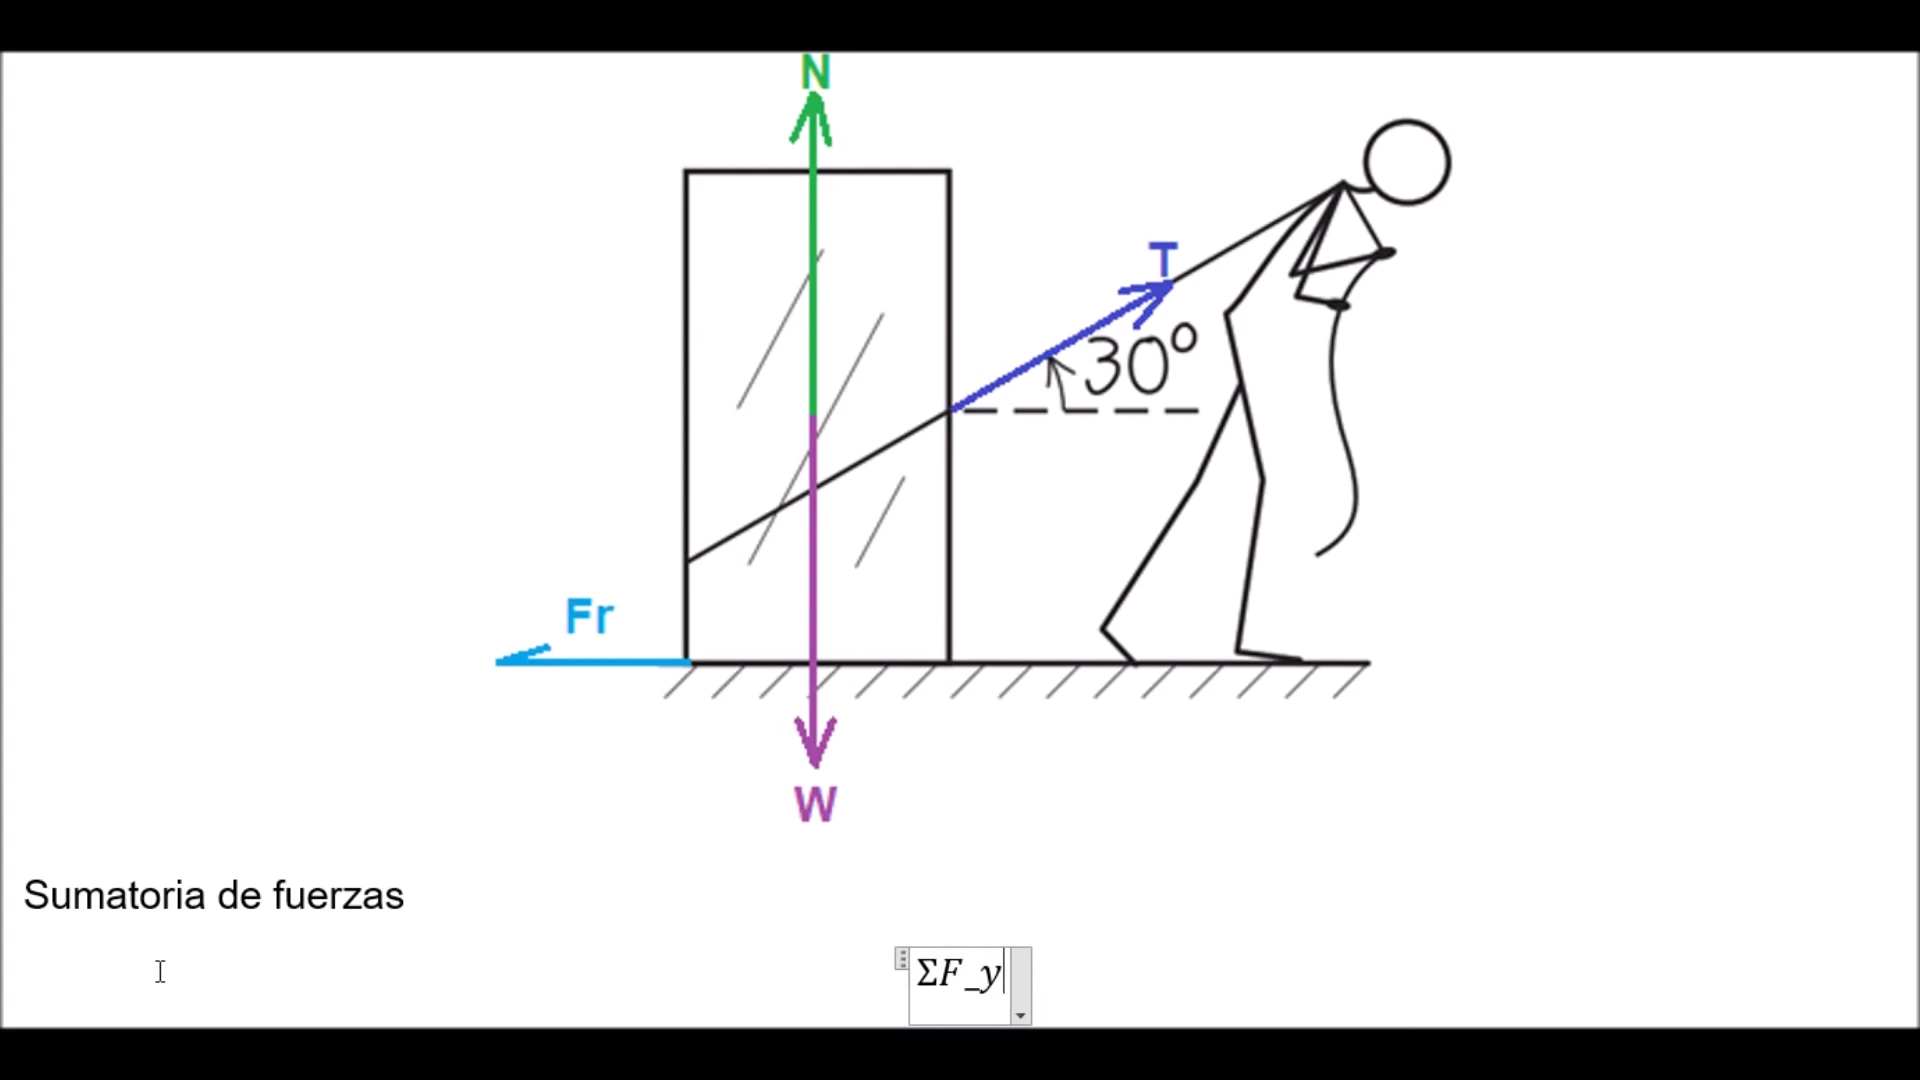 N
T
30°
Fr
W
Sumatoria de fuerzas
ΣF_y